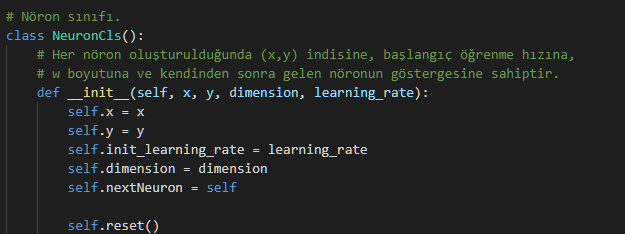 # Nöron sınıfı.
class NeuronCls():
    # Her nöron oluşturulduğunda (x,y) indisine, başlangıç öğrenme hızına,
    # w boyutuna ve kendinden sonra gelen nöronun göstergesine sahiptir.
    def __init__(self, x, y, dimension, learning_rate):
        self.x = x
        self.y = y
        self.init_learning_rate = learning_rate
        self.dimension = dimension
        self.nextNeuron = self

        self.reset()